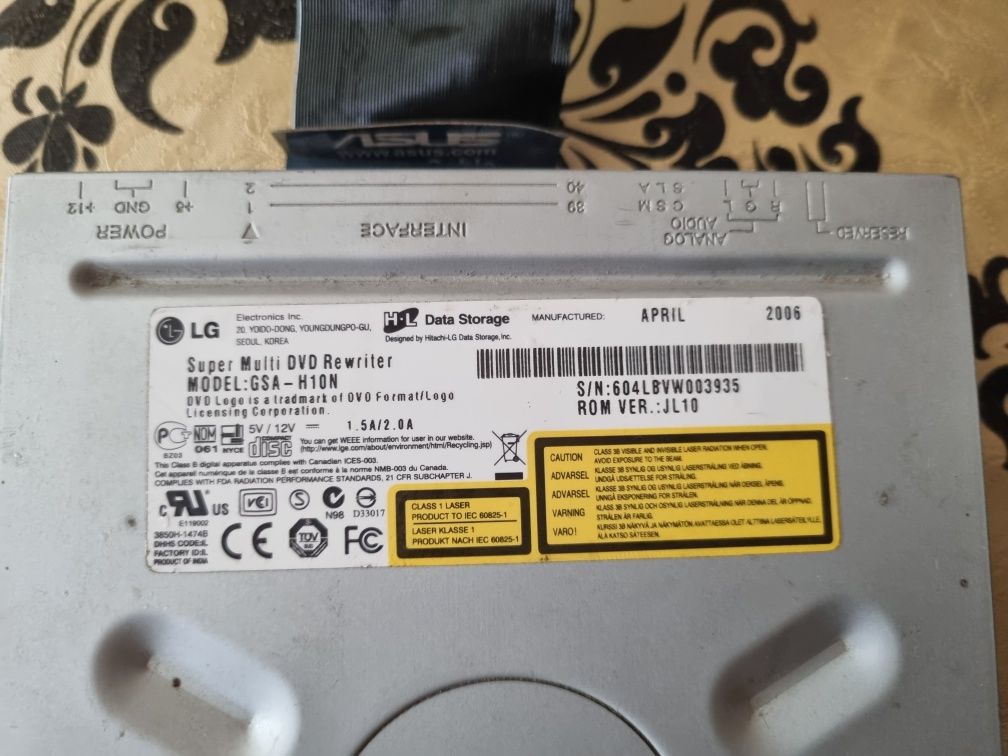 ASUS
www.asus.com
+12 GND +5
2 40
1 39
POWER
INTERFACE
C S M
S L A
R G L
ANALOG
AUDIO
RESERVED
LG
Electronics Inc.
20, YOIDO-DONG, YOUNGDUNGPO-GU,
SEOUL, KOREA
H·L Data Storage
Designed by Hitachi-LG Data Storage, Inc.
MANUFACTURED: APRIL 2006
Super Multi DVD Rewriter
MODEL:GSA-H10N
DVD Logo is a trademark of DVD Format/Logo
Licensing Corporation.
S/N:604LBVW003935
ROM VER.:JL10
5V / 12V 1.5A/2.0A
NOM
NYCE
061
BZ03
COMPACT
disc
You can get WEEE information for user in our website.
(http://www.lge.com/about/environment/html/Recycling.jsp)
This Class B digital apparatus complies with Canadian ICES-003.
Cet appareil numérique de la classe B est conforme à la norme NMB-003 du Canada.
COMPLIES WITH FDA RADIATION PERFORMANCE STANDARDS, 21 CFR SUBCHAPTER J.
c US
E119002
N98
D33017
3850H-1474B
DHHS CODE:IL
FACTORY ID:IL
PRODUCT OF INDIA
CE
TÜV
FC
CLASS 1 LASER
PRODUCT TO IEC 60825-1
LASER KLASSE 1
PRODUKT NACH IEC 60825-1
CAUTION CLASS 3B VISIBLE AND INVISIBLE LASER RADIATION WHEN OPEN.
AVOID EXPOSURE TO THE BEAM.
ADVARSEL KLASSE 3B SYNLIG OG USYNLIG LASERSTRÅLING VED ÅBNING.
UNDGÅ UDSÆTTELSE FOR STRÅLING.
ADVARSEL KLASSE 3B SYNLIG OG USYNLIG LASERSTRÅLING NÅR DEKSEL ÅPNES.
UNNGÅ EKSPONERING FOR STRÅLEN.
VARNING KLASS 3B SYNLIG OCH OSYNLIG LASERSTRÅLNING NÄR DENNA DEL ÄR ÖPPNAD.
STRÅLEN ÄR FARLIG.
VARO! KURSSI 3B NÄKYVÄ JA NÄKYMÄTÖN AVATTAESSA OLET ALTTIINA LASERSÄTEILYLLE.
ÄLÄ KATSO SÄTEESEEN.